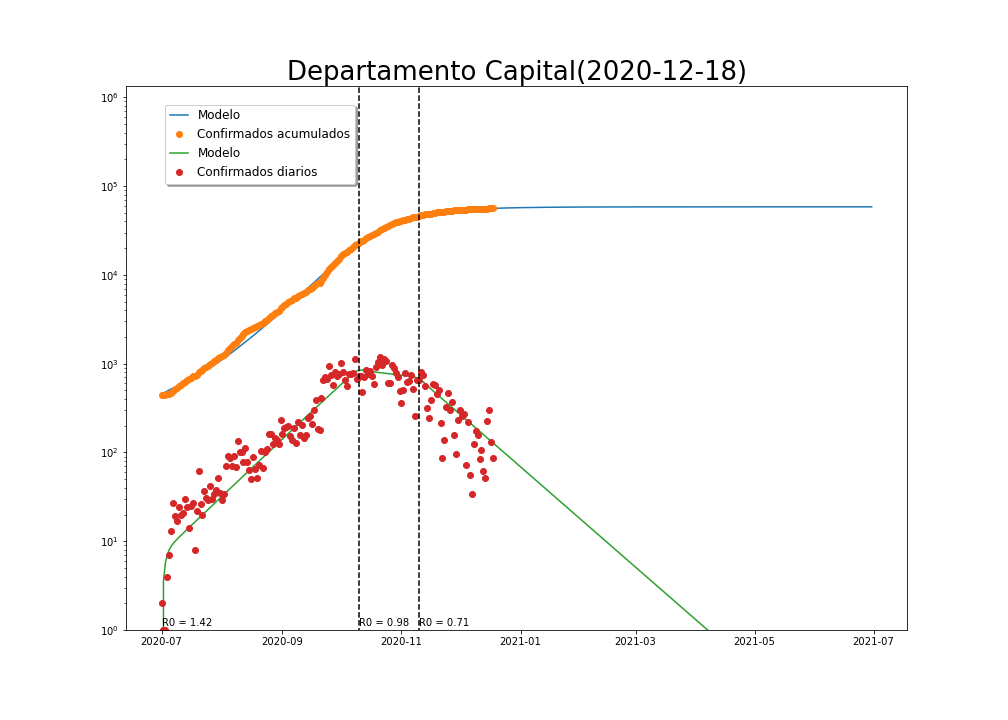 Departamento Capital(2020-12-18)
Modelo
Confirmados acumulados
Modelo
Confirmados diarios
10⁶
10⁵
10⁴
10³
10²
10¹
10⁰
R0 = 1.42 R0 = 0.98 R0 = 0.71
2020-07 2020-09 2020-11 2021-01 2021-03 2021-05 2021-07